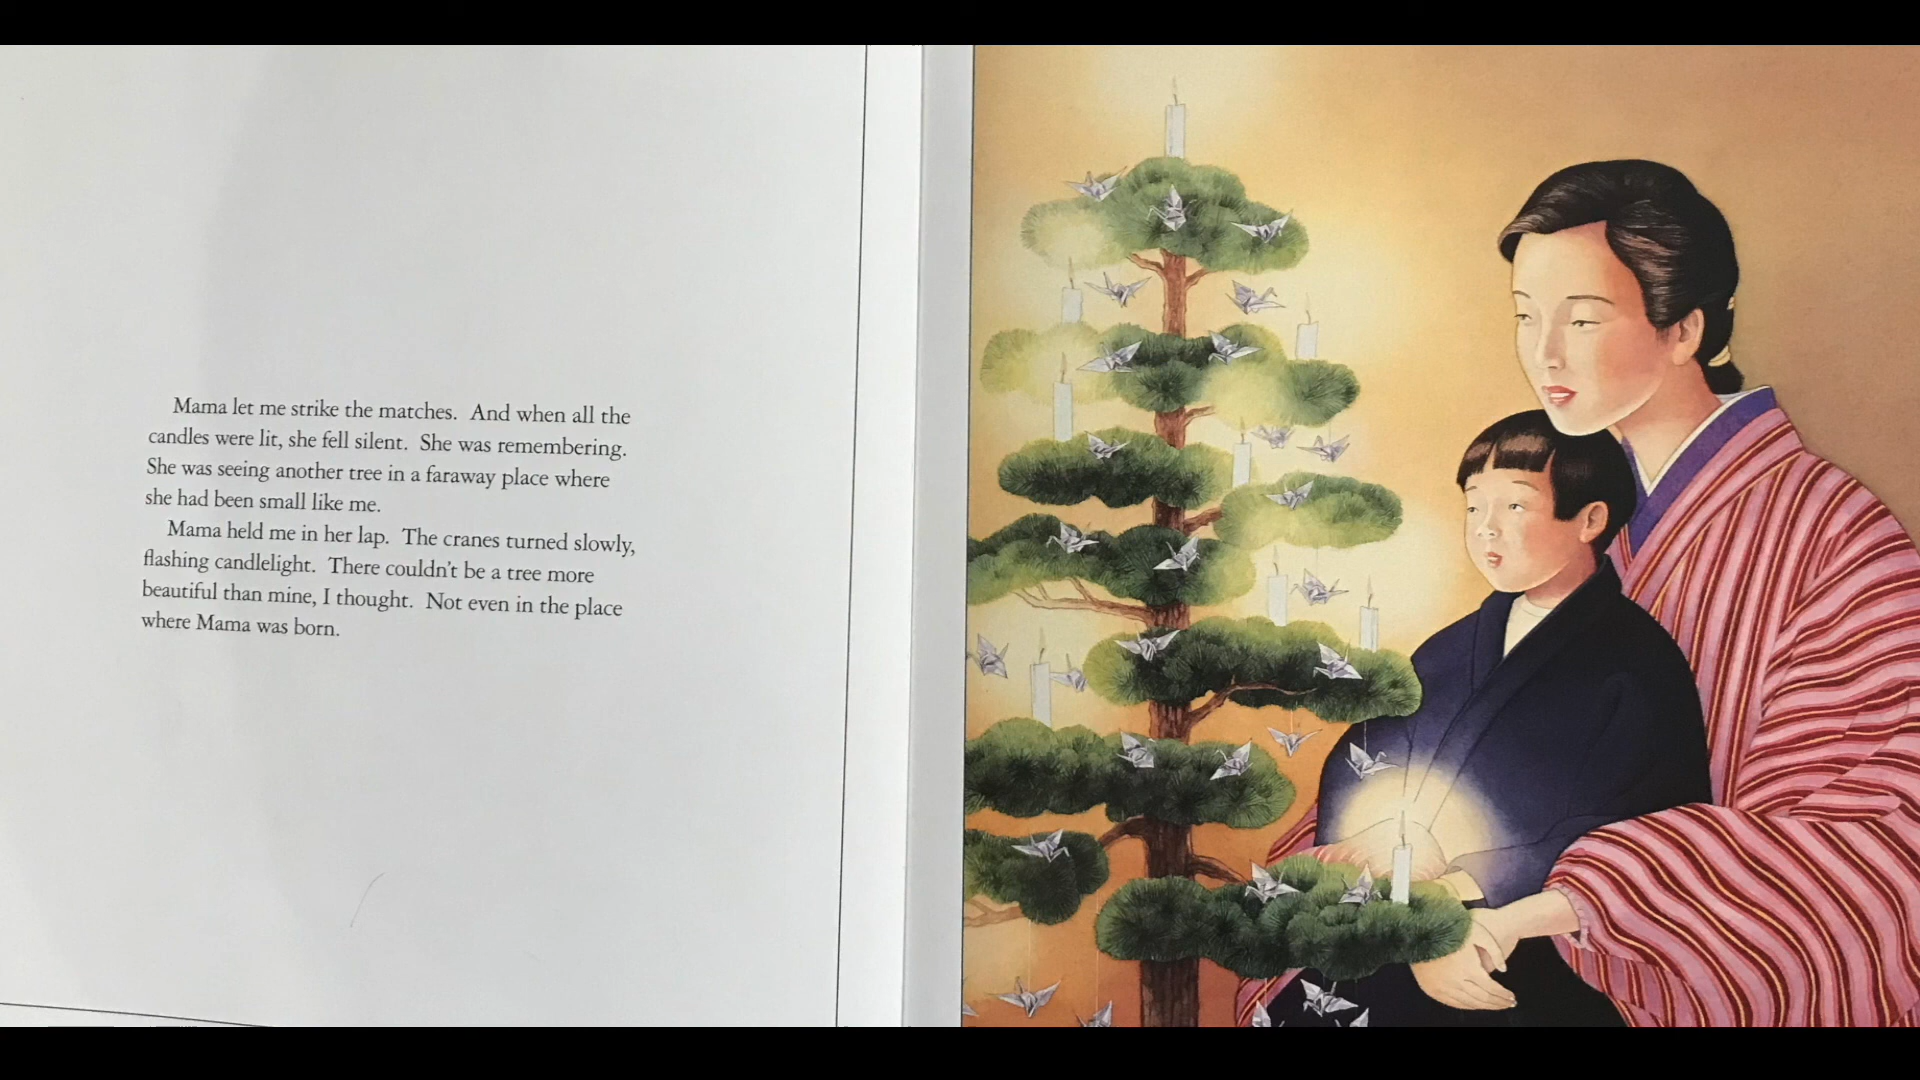 Mama let me strike the matches. And when all the
candles were lit, she fell silent. She was remembering.
She was seeing another tree in a faraway place where
she had been small like me.
Mama held me in her lap. The cranes turned slowly,
flashing candlelight. There couldn't be a tree more
beautiful than mine, I thought. Not even in the place
where Mama was born.